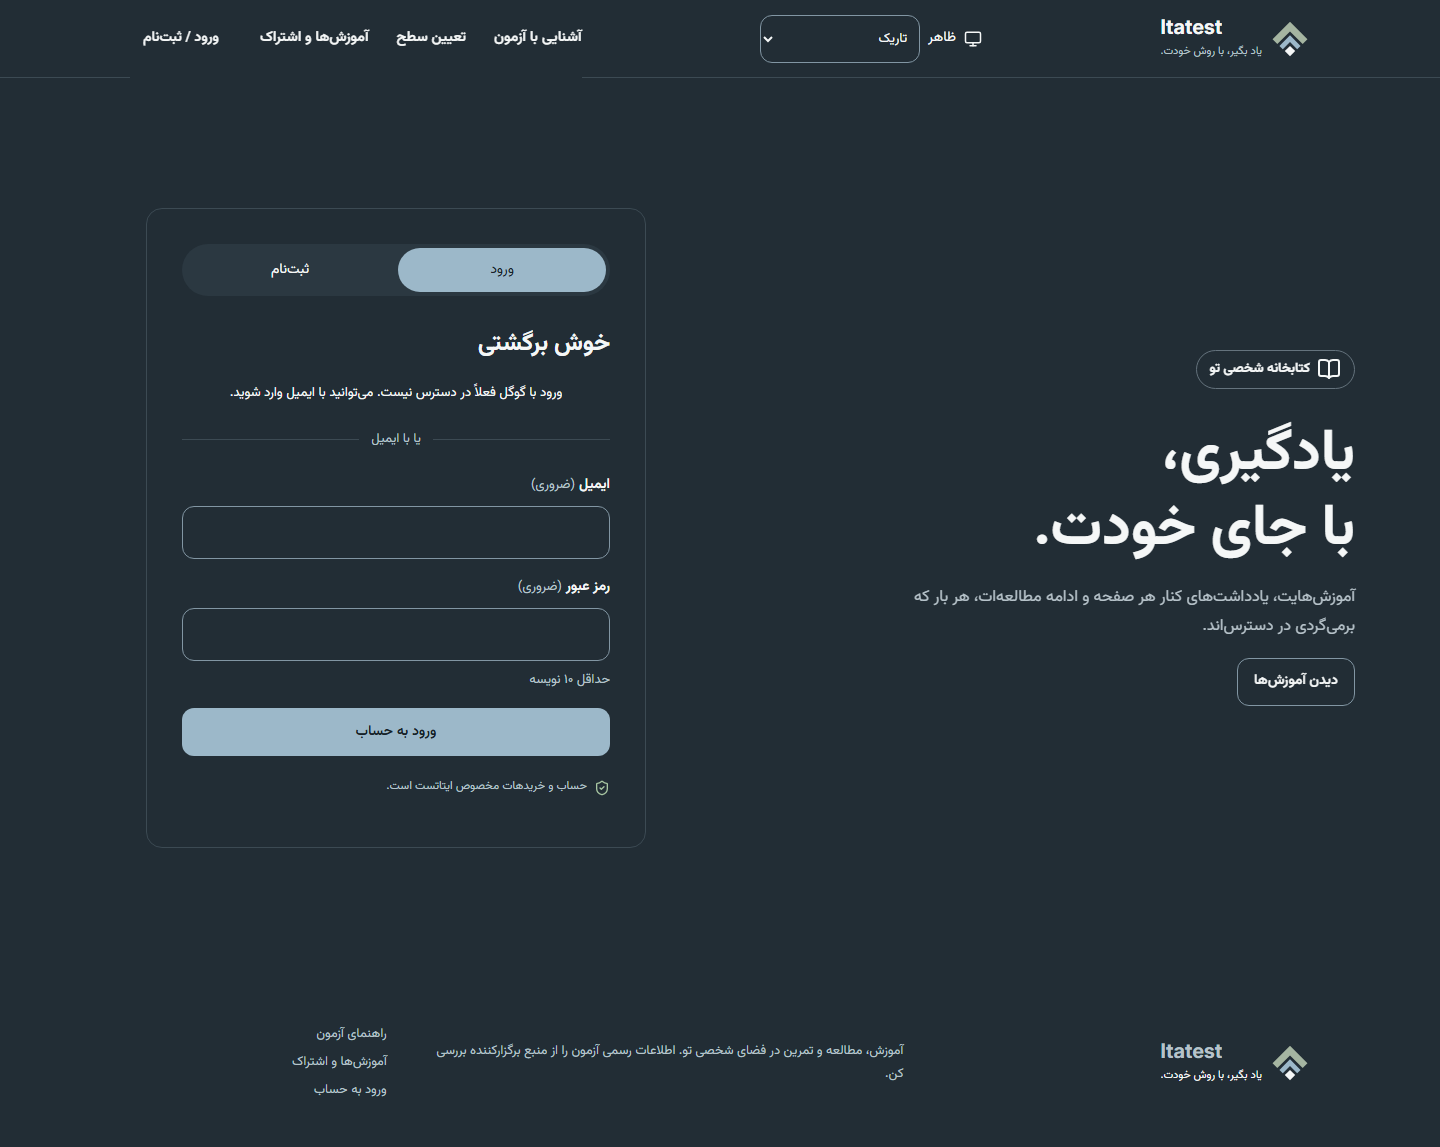 Itatest
یاد بگیر، با روش خودت.
ظاهر
تاریک
آشنایی با آزمون
تعیین سطح
آموزش‌ها و اشتراک
ورود / ثبت‌نام
کتابخانه شخصی تو
یادگیری،
با جای خودت.
آموزش‌هایت، یادداشت‌های کنار هر صفحه و ادامه مطالعه‌ات، هر بار که
برمی‌گردی در دسترس‌اند.
دیدن آموزش‌ها
ورود
ثبت‌نام
خوش برگشتی
ورود با گوگل فعلاً در دسترس نیست. می‌توانید با ایمیل وارد شوید.
یا با ایمیل
ایمیل (ضروری)
رمز عبور (ضروری)
حداقل ۱۰ نویسه
ورود به حساب
حساب و خریدهات مخصوص ایتاتست است.
Itatest
یاد بگیر، با روش خودت.
آموزش، مطالعه و تمرین در فضای شخصی تو. اطلاعات رسمی آزمون را از منبع برگزارکننده بررسی
کن.
راهنمای آزمون
آموزش‌ها و اشتراک
ورود به حساب